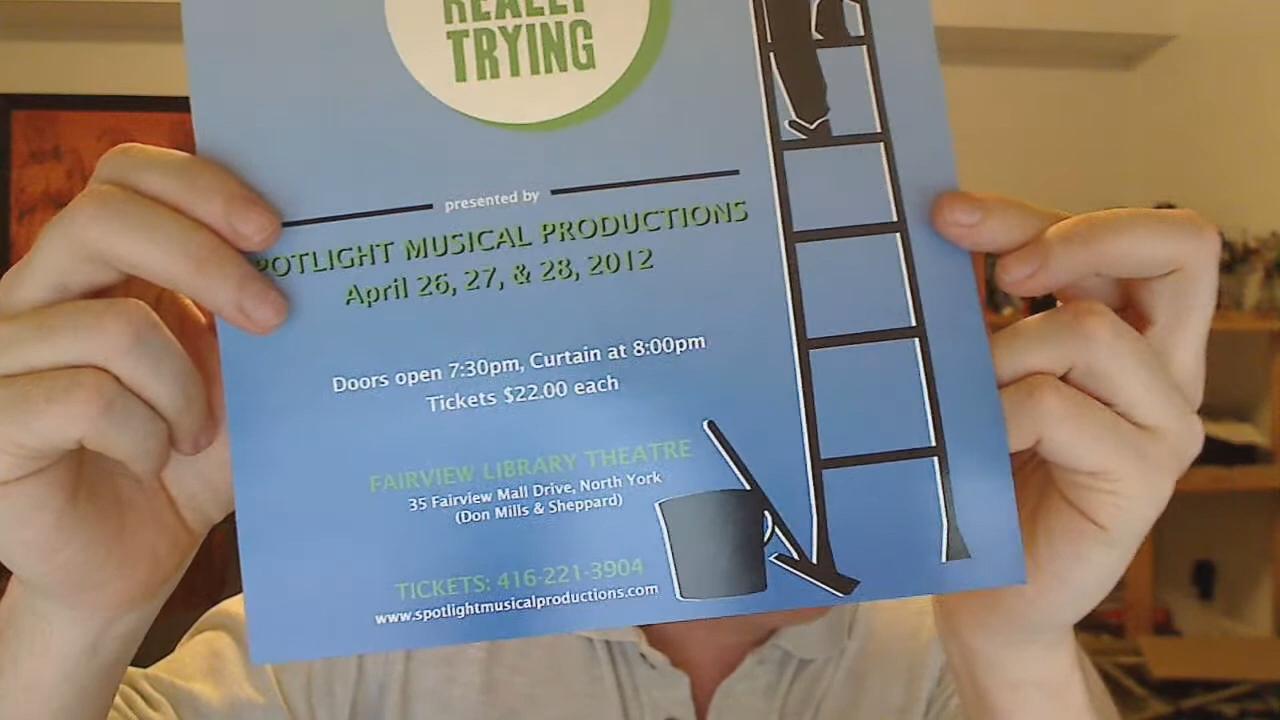 REALLY
TRYING
presented by
SPOTLIGHT MUSICAL PRODUCTIONS
April 26, 27, & 28, 2012
Doors open 7:30pm, Curtain at 8:00pm
Tickets $22.00 each
FAIRVIEW LIBRARY THEATRE
35 Fairview Mall Drive, North York
(Don Mills & Sheppard)
TICKETS: 416-221-3904
www.spotlightmusicalproductions.com